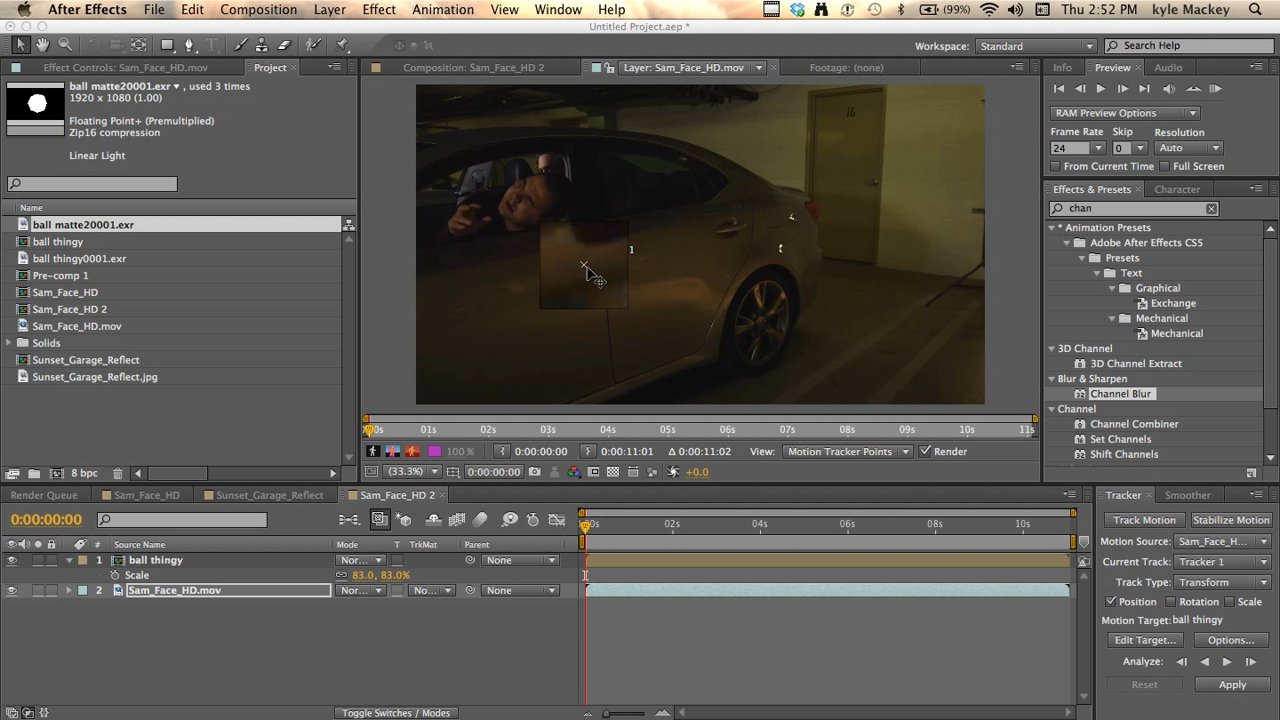 After Effects File Edit Composition Layer Effect Animation View Window Help (99%) Thu 2:52 PM kyle Mackey
Untitled Project.aep *
Workspace: Standard Search Help
Effect Controls: Sam_Face_HD.mov Project
ball matte20001.exr , used 3 times
1920 x 1080 (1.00)
Floating Point+ (Premultiplied)
Zip16 compression
Linear Light
Name
ball matte20001.exr
ball thingy
ball thingy0001.exr
Pre-comp 1
Sam_Face_HD
Sam_Face_HD 2
Sam_Face_HD.mov
Solids
Sunset_Garage_Reflect
Sunset_Garage_Reflect.jpg
8 bpc
Composition: Sam_Face_HD 2 Layer: Sam_Face_HD.mov Footage: (none)
16
1
01s 02s 03s 04s 05s 06s 07s 08s 09s 10s 11s
100 % 0:00:00:00 0:00:11:01 Δ 0:00:11:02 View: Motion Tracker Points Render
(33.3%) 0:00:00:00 +0.0
Info Preview Audio
RAM Preview Options
Frame Rate Skip Resolution
24 0 Auto
From Current Time Full Screen
Effects & Presets Character
chan
* Animation Presets
Adobe After Effects CS5
Presets
Text
Graphical
Exchange
Mechanical
Mechanical
3D Channel
3D Channel Extract
Blur & Sharpen
Channel Blur
Channel
Channel Combiner
Set Channels
Shift Channels
Render Queue Sam_Face_HD Sunset_Garage_Reflect Sam_Face_HD 2
0:00:00:00
# Source Name Mode T TrkMat Parent
1 ball thingy Nor... None
Scale 83.0, 83.0%
2 Sam_Face_HD.mov Nor... No... None
02s 04s 06s 08s 10s
Toggle Switches / Modes
Tracker Smoother
Track Motion Stabilize Motion
Motion Source: Sam_Face_H...
Current Track: Tracker 1
Track Type: Transform
Position Rotation Scale
Motion Target: ball thingy
Edit Target... Options...
Analyze:
Reset Apply